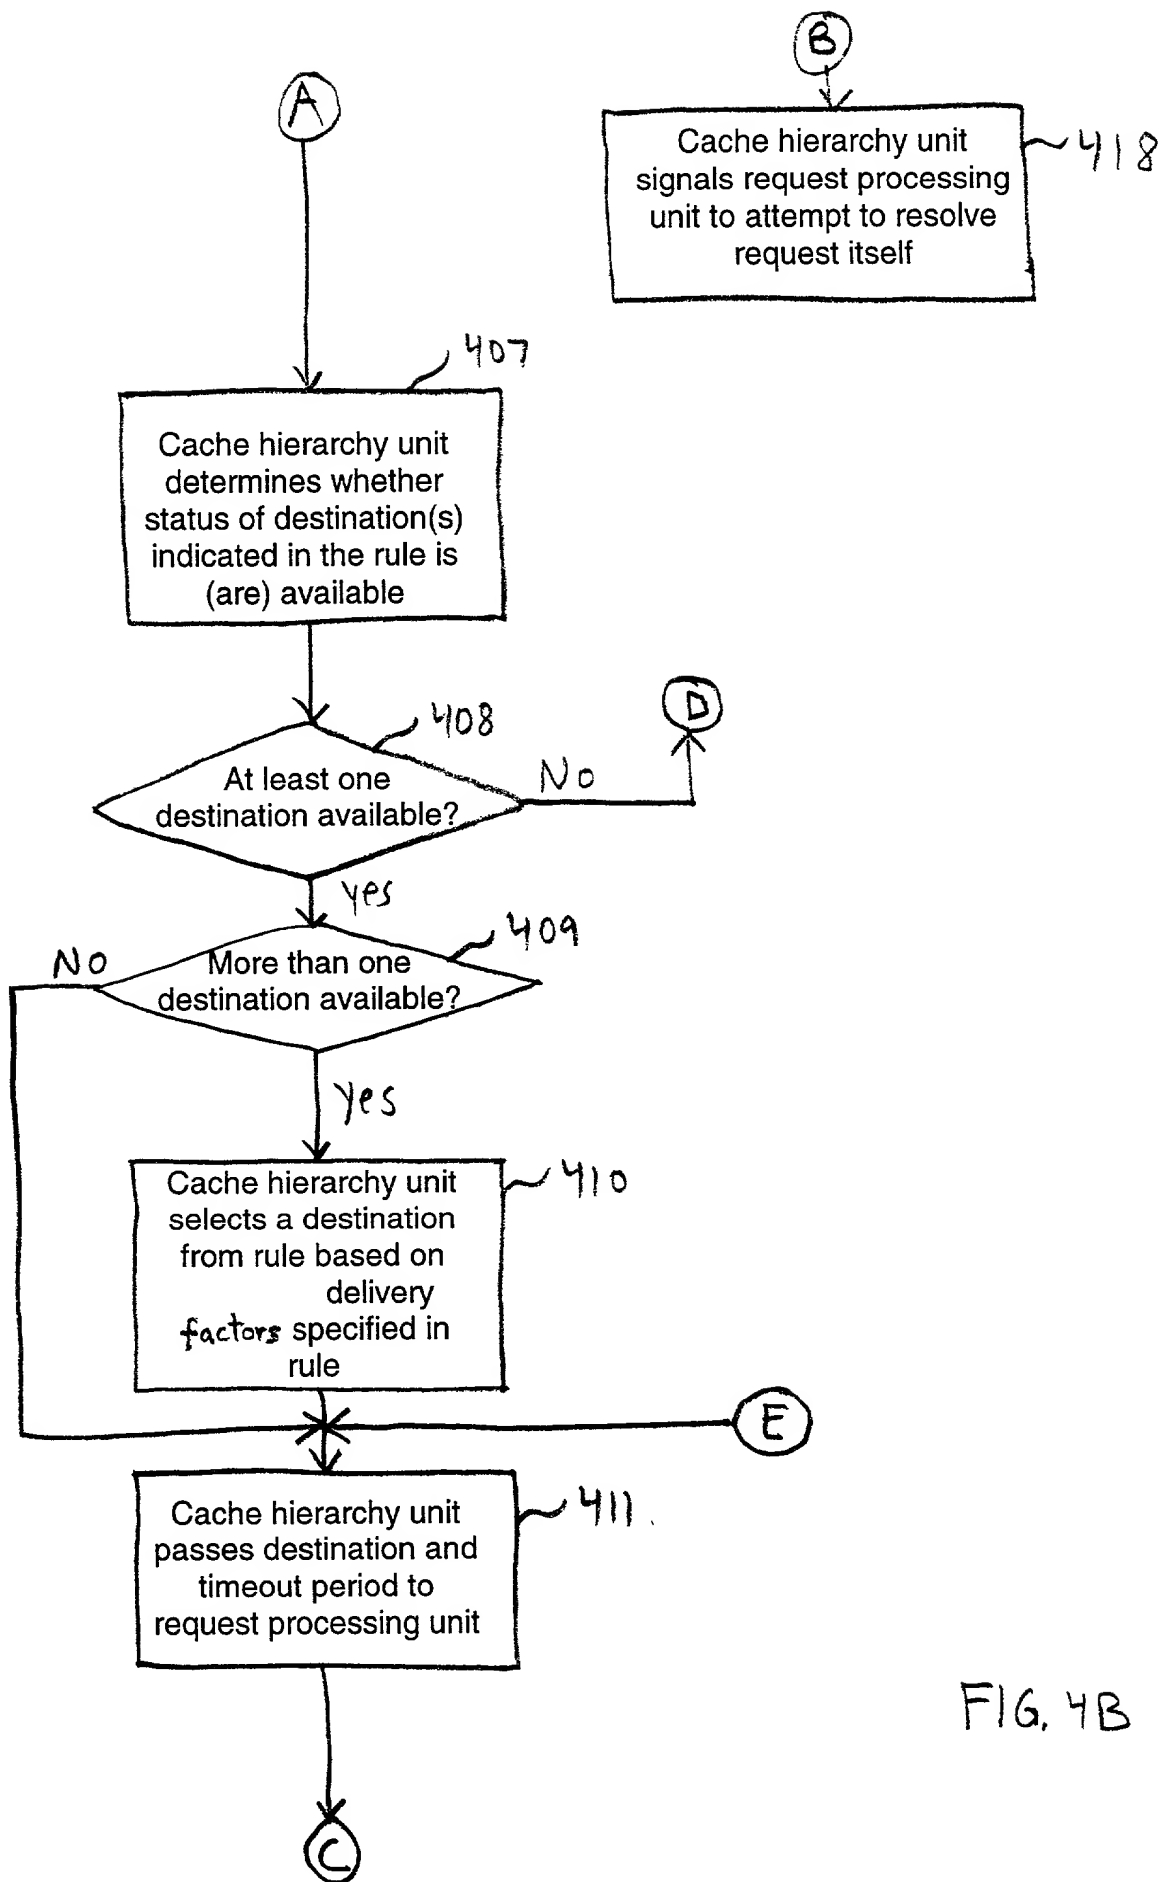 B
A
Cache hierarchy unit
signals request processing
unit to attempt to resolve
request itself
418
407
Cache hierarchy unit
determines whether
status of destination(s)
indicated in the rule is
(are) available
D
408
At least one
destination available?
No
yes
409
No
More than one
destination available?
yes
410
Cache hierarchy unit
selects a destination
from rule based on
delivery
factors specified in
rule
E
411.
Cache hierarchy unit
passes destination and
timeout period to
request processing unit
FIG. 4B
C